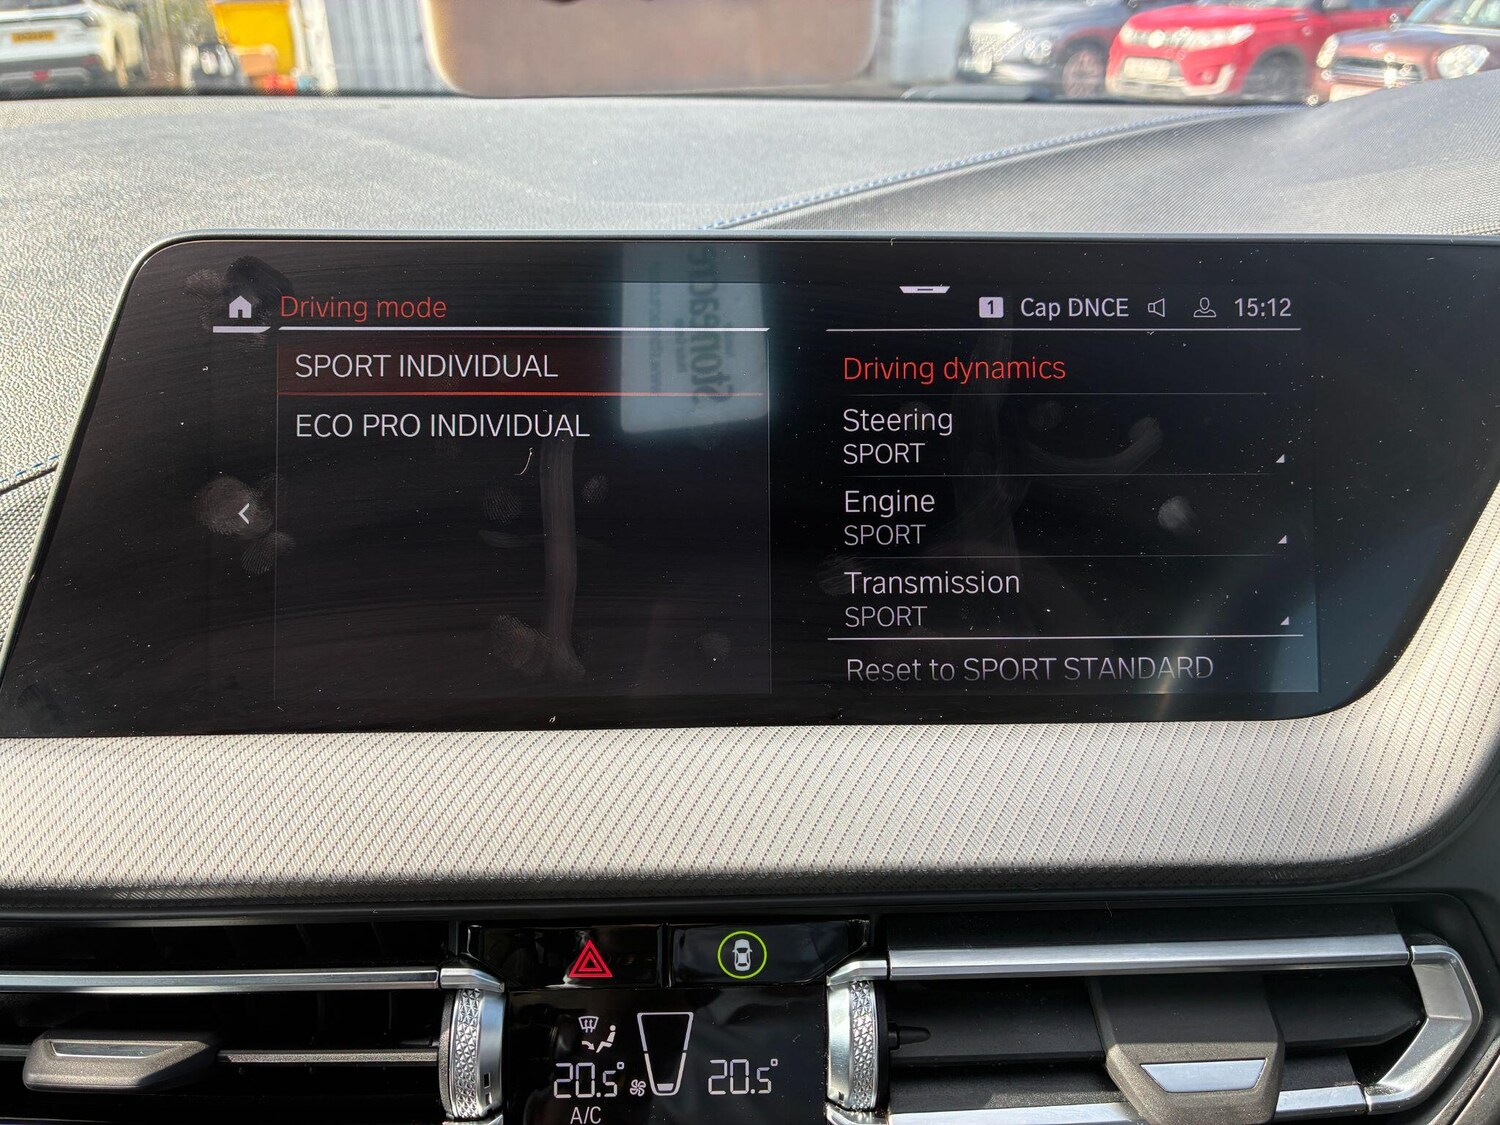 Driving mode
1 Cap DNCE 15:12
SPORT INDIVIDUAL
ECO PRO INDIVIDUAL
Driving dynamics
Steering
SPORT
Engine
SPORT
Transmission
SPORT
Reset to SPORT STANDARD
20.5° 20.5°
A/C